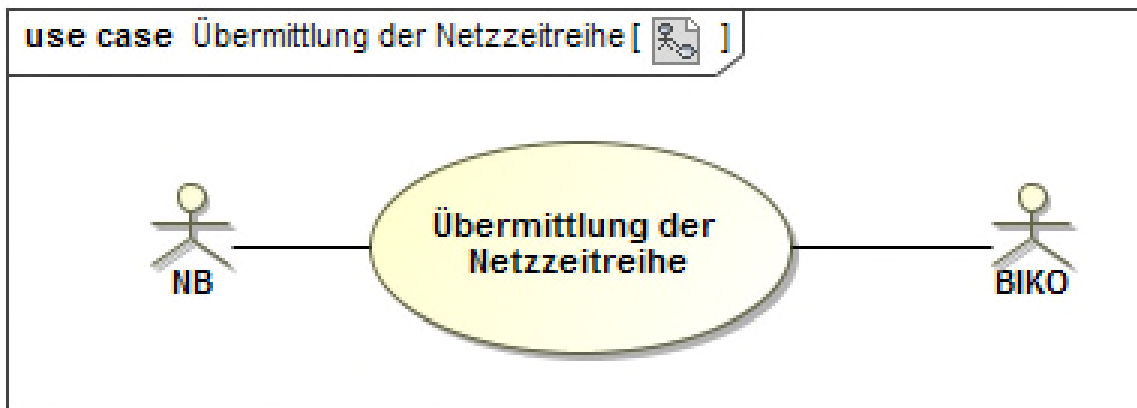 use case Übermittlung der Netzzeitreihe [ ]
Übermittlung der
Netzzeitreihe
NB
BIKO